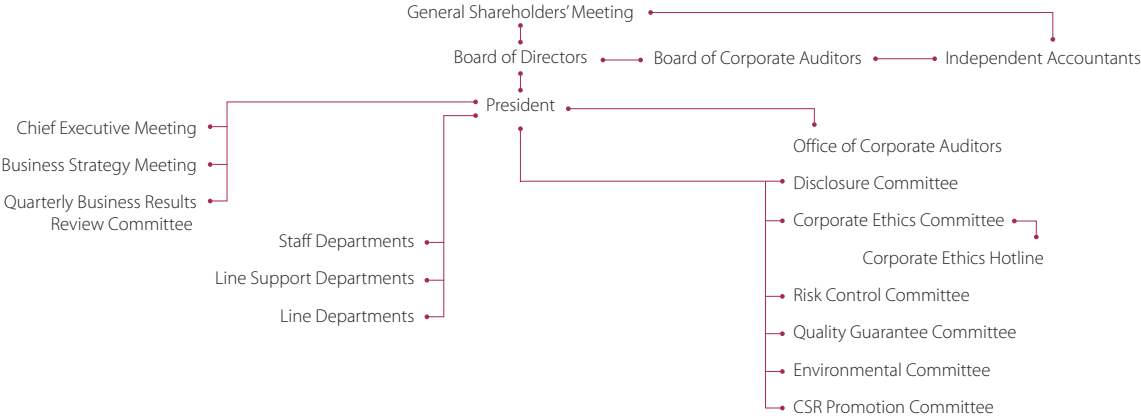 General Shareholders' Meeting
Board of Directors
Board of Corporate Auditors
Independent Accountants
President
Chief Executive Meeting
Business Strategy Meeting
Quarterly Business Results
Review Committee
Staff Departments
Line Support Departments
Line Departments
Office of Corporate Auditors
Disclosure Committee
Corporate Ethics Committee
Corporate Ethics Hotline
Risk Control Committee
Quality Guarantee Committee
Environmental Committee
CSR Promotion Committee